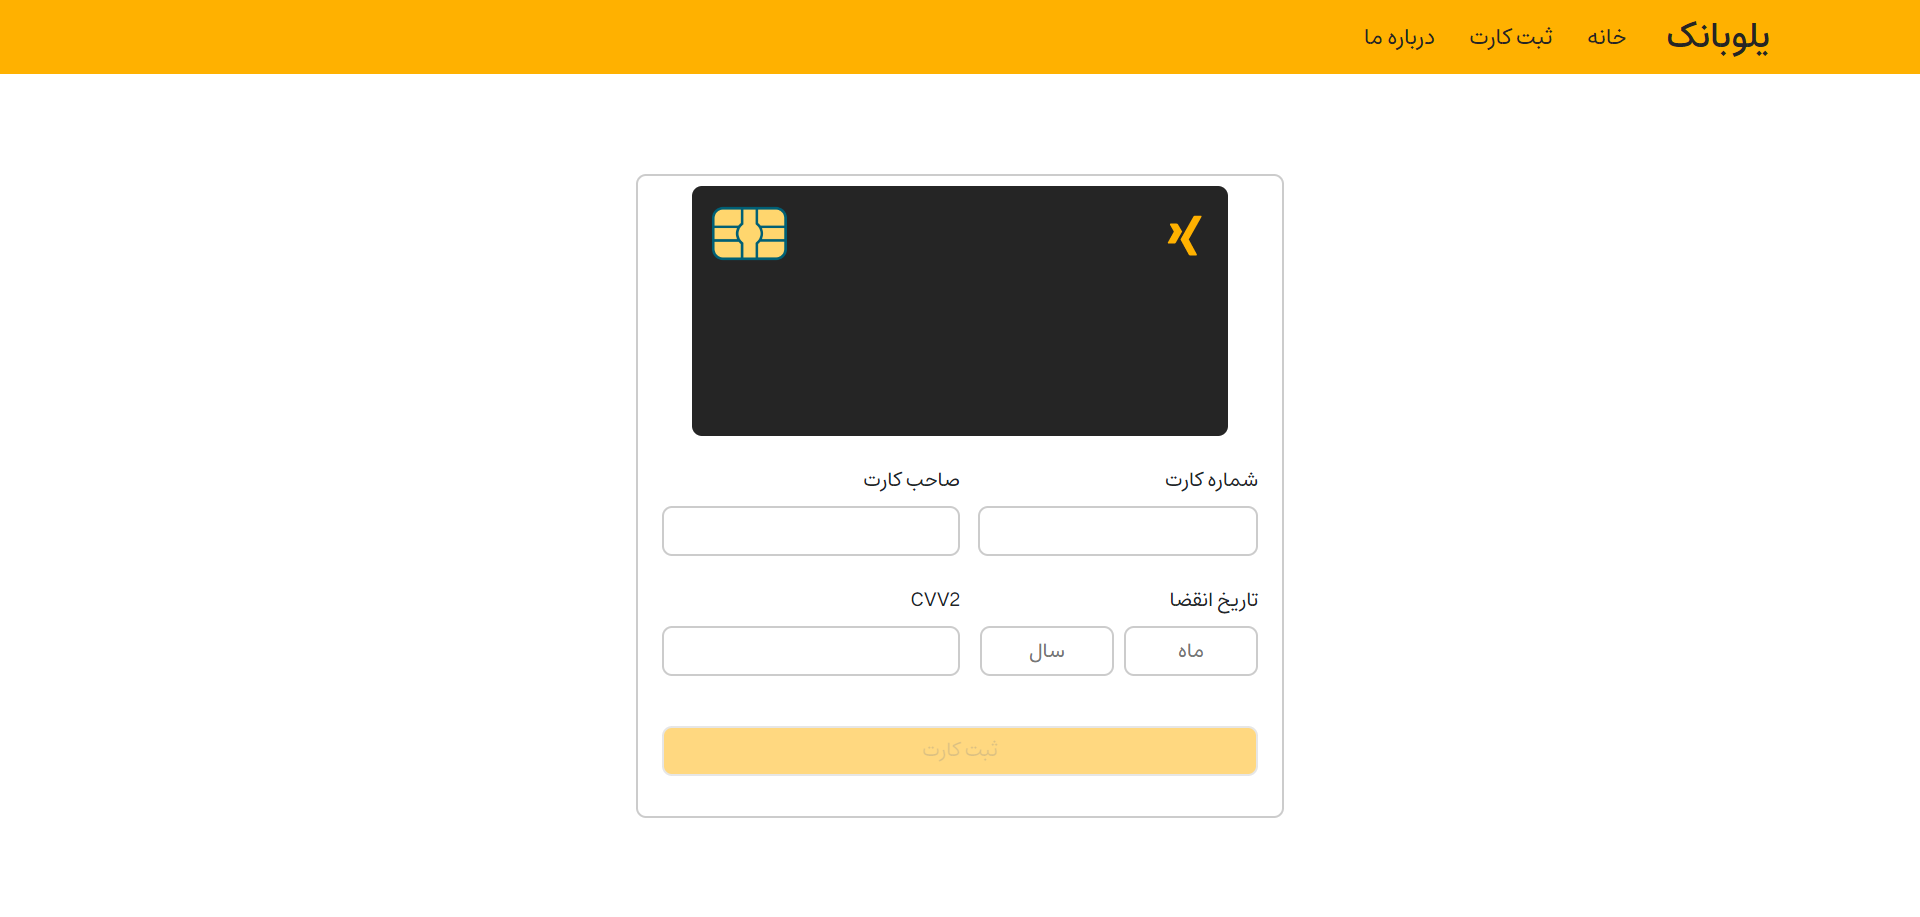 یلوبانک
خانه
ثبت کارت
درباره ما
شماره کارت
صاحب کارت
تاریخ انقضا
CVV2
ماه
سال
ثبت کارت